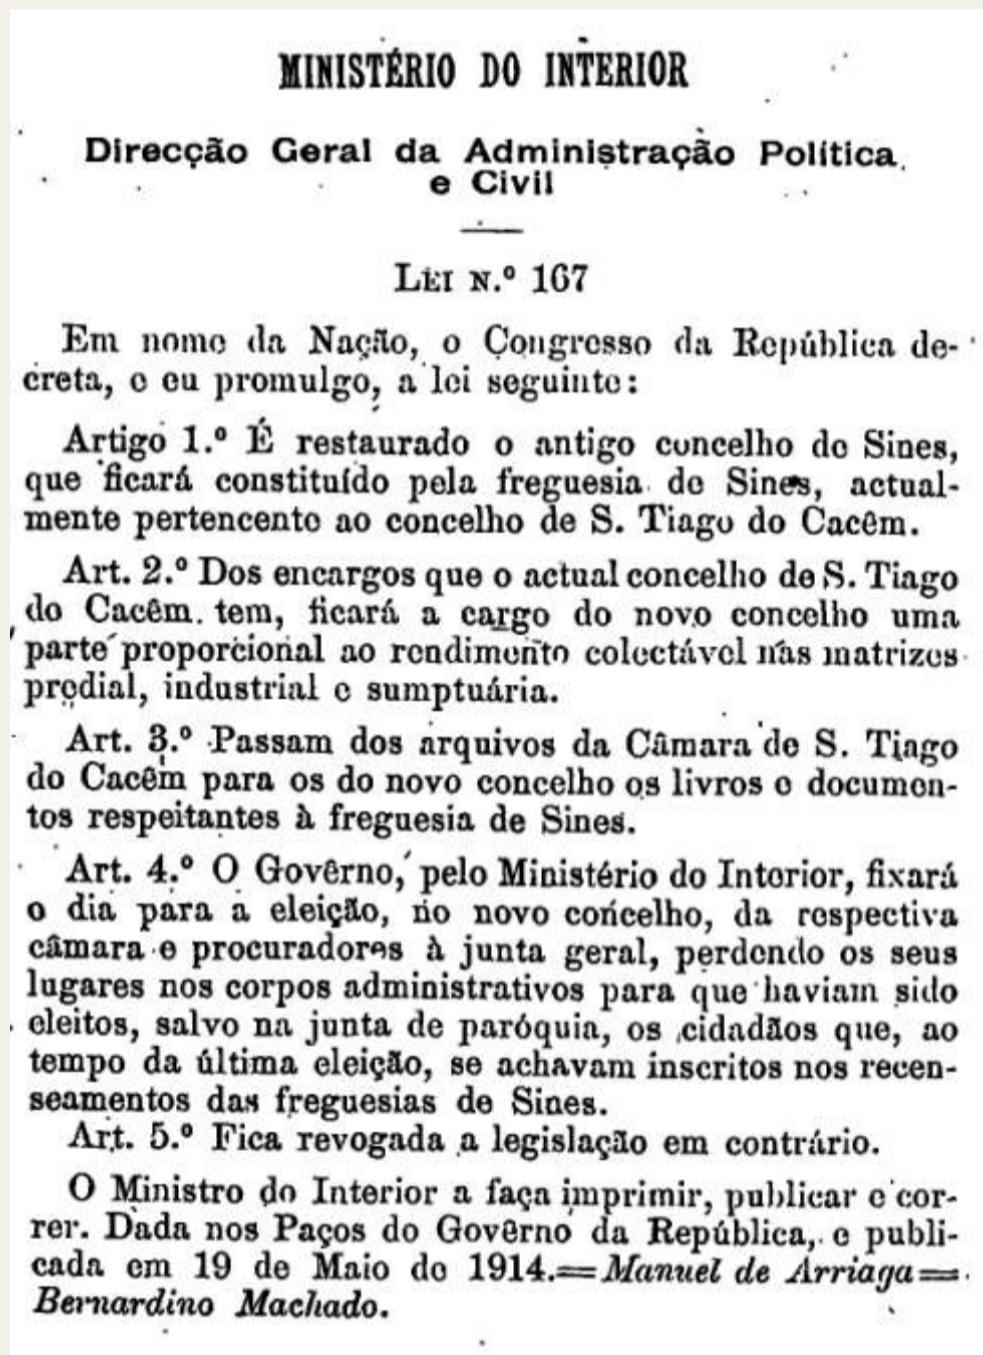 MINISTÉRIO DO INTERIOR
Direcção Geral da Administração Política
e Civil
LEI N.º 167
Em nome da Nação, o Congresso da República de-
creta, e eu promulgo, a lei seguinte:
Artigo 1.º É restaurado o antigo concelho de Sines,
que ficará constituído pela freguesia de Sines, actual-
mente pertencente ao concelho de S. Tiago do Cacêm.
Art. 2.º Dos encargos que o actual concelho de S. Tiago
do Cacêm tem, ficará a cargo do novo concelho uma
parte proporcional ao rendimento colectável nas matrizes
predial, industrial e sumptuária.
Art. 3.º Passam dos arquivos da Câmara de S. Tiago
do Cacêm para os do novo concelho os livros e documen-
tos respeitantes à freguesia de Sines.
Art. 4.º O Govêrno, pelo Ministério do Interior, fixará
o dia para a eleição, no novo concelho, da respectiva
câmara e procuradores à junta geral, perdendo os seus
lugares nos corpos administrativos para que haviam sido
eleitos, salvo na junta de paróquia, os cidadãos que, ao
tempo da última eleição, se achavam inscritos nos recen-
seamentos das freguesias de Sines.
Art. 5.º Fica revogada a legislação em contrário.
O Ministro do Interior a faça imprimir, publicar e cor-
rer. Dada nos Paços do Govêrno da República, e publi-
cada em 19 de Maio de 1914.=Manuel de Arriaga=
Bernardino Machado.